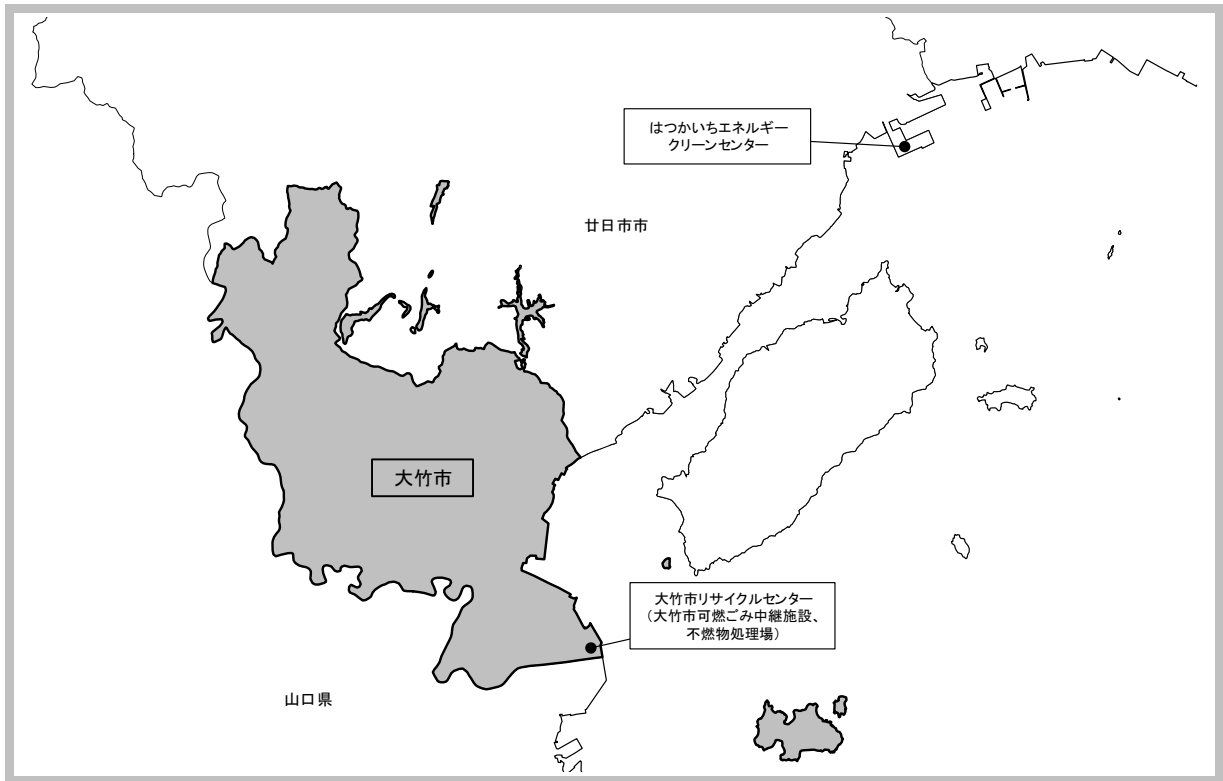 はつかいちエネルギー
クリーンセンター
廿日市市
大竹市
大竹市リサイクルセンター
（大竹市可燃ごみ中継施設、
不燃物処理場）
山口県